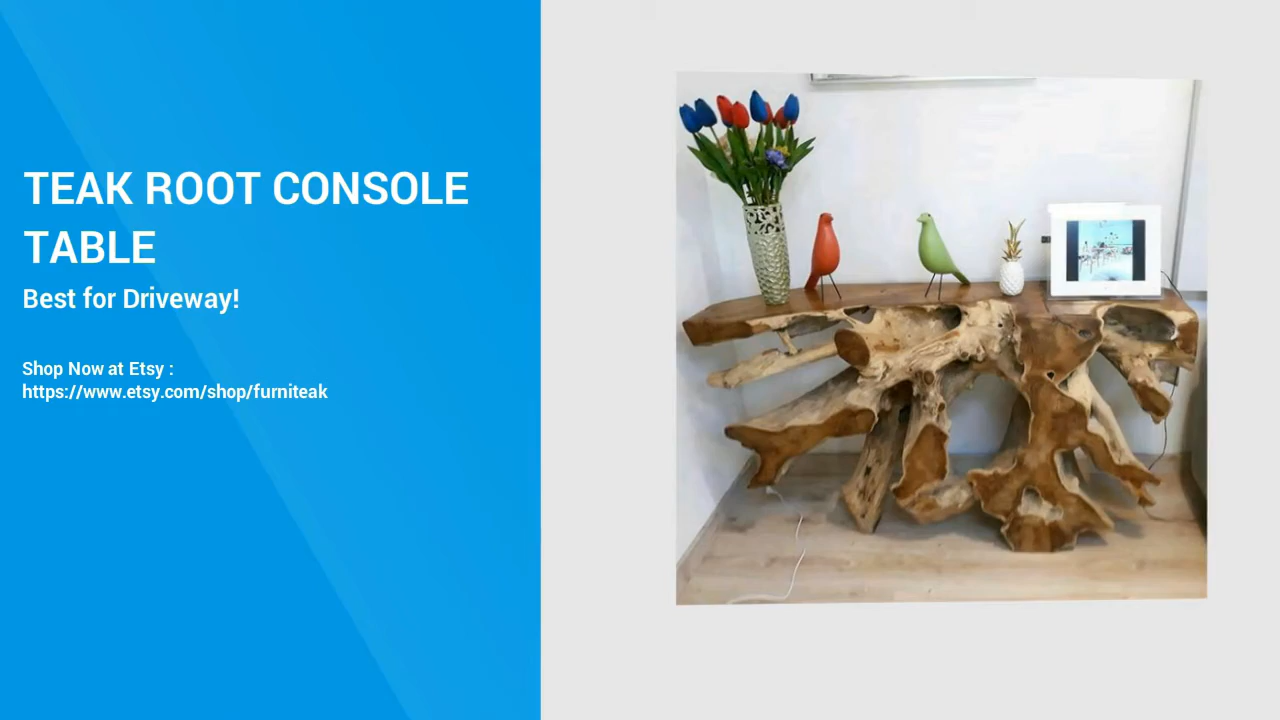 TEAK ROOT CONSOLE
TABLE
Best for Driveway!
Shop Now at Etsy :
https://www.etsy.com/shop/furniteak